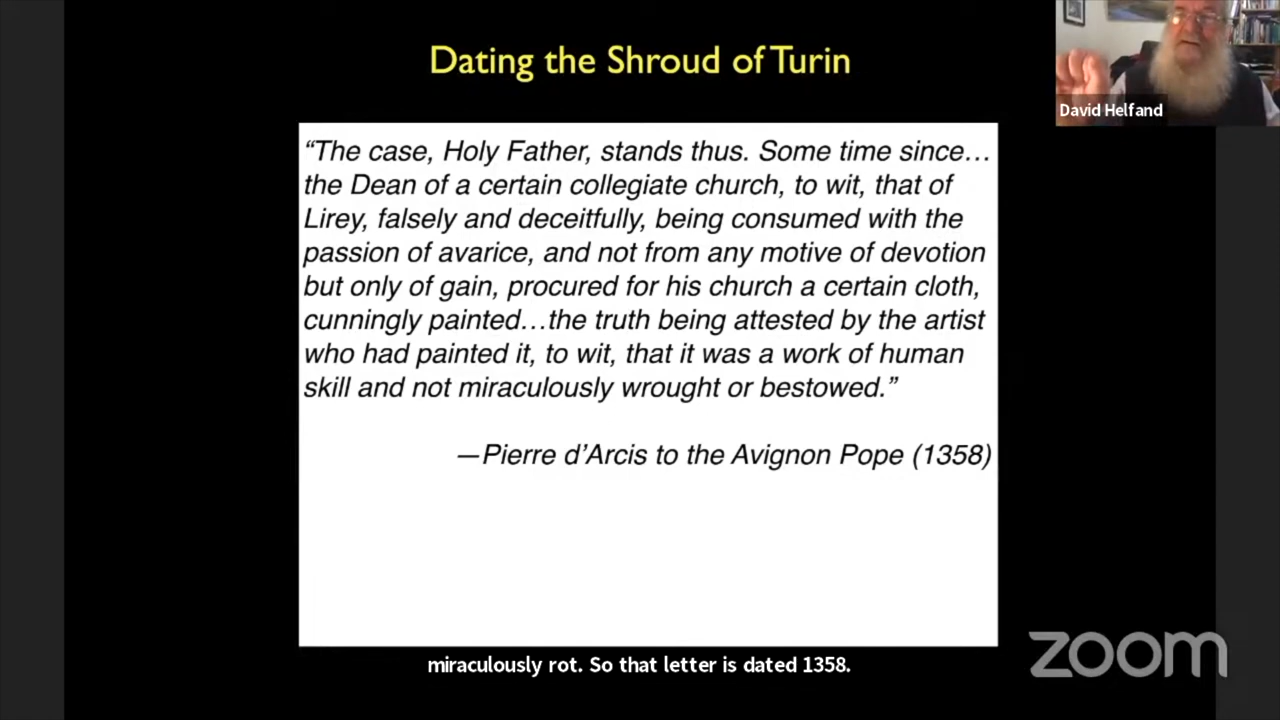 Dating the Shroud of Turin
David Helfand
“The case, Holy Father, stands thus. Some time since…
the Dean of a certain collegiate church, to wit, that of
Lirey, falsely and deceitfully, being consumed with the
passion of avarice, and not from any motive of devotion
but only of gain, procured for his church a certain cloth,
cunningly painted…the truth being attested by the artist
who had painted it, to wit, that it was a work of human
skill and not miraculously wrought or bestowed.”
—Pierre d’Arcis to the Avignon Pope (1358)
miraculously rot. So that letter is dated 1358.
zoom